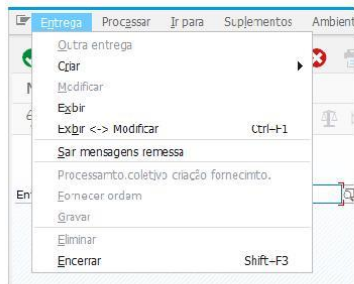 Entrega Processar Ir para Suplementos Ambient
Outra entrega
Criar
Modificar
Exibir
Exibir <-> Modificar Ctrl-F1
Sar mensagens remessa
Processamto.coletivo criação fornecimto.
Fornecer ordem
Gravar
Eliminar
Encerrar Shift-F3